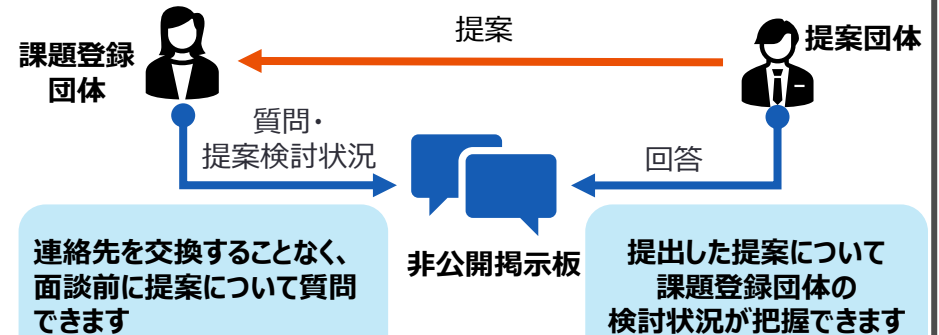 提案
課題登録
団体
提案団体
質問・
提案検討状況
回答
非公開掲示板
連絡先を交換することなく、
面談前に提案について質問
できます
提出した提案について
課題登録団体の
検討状況が把握できます